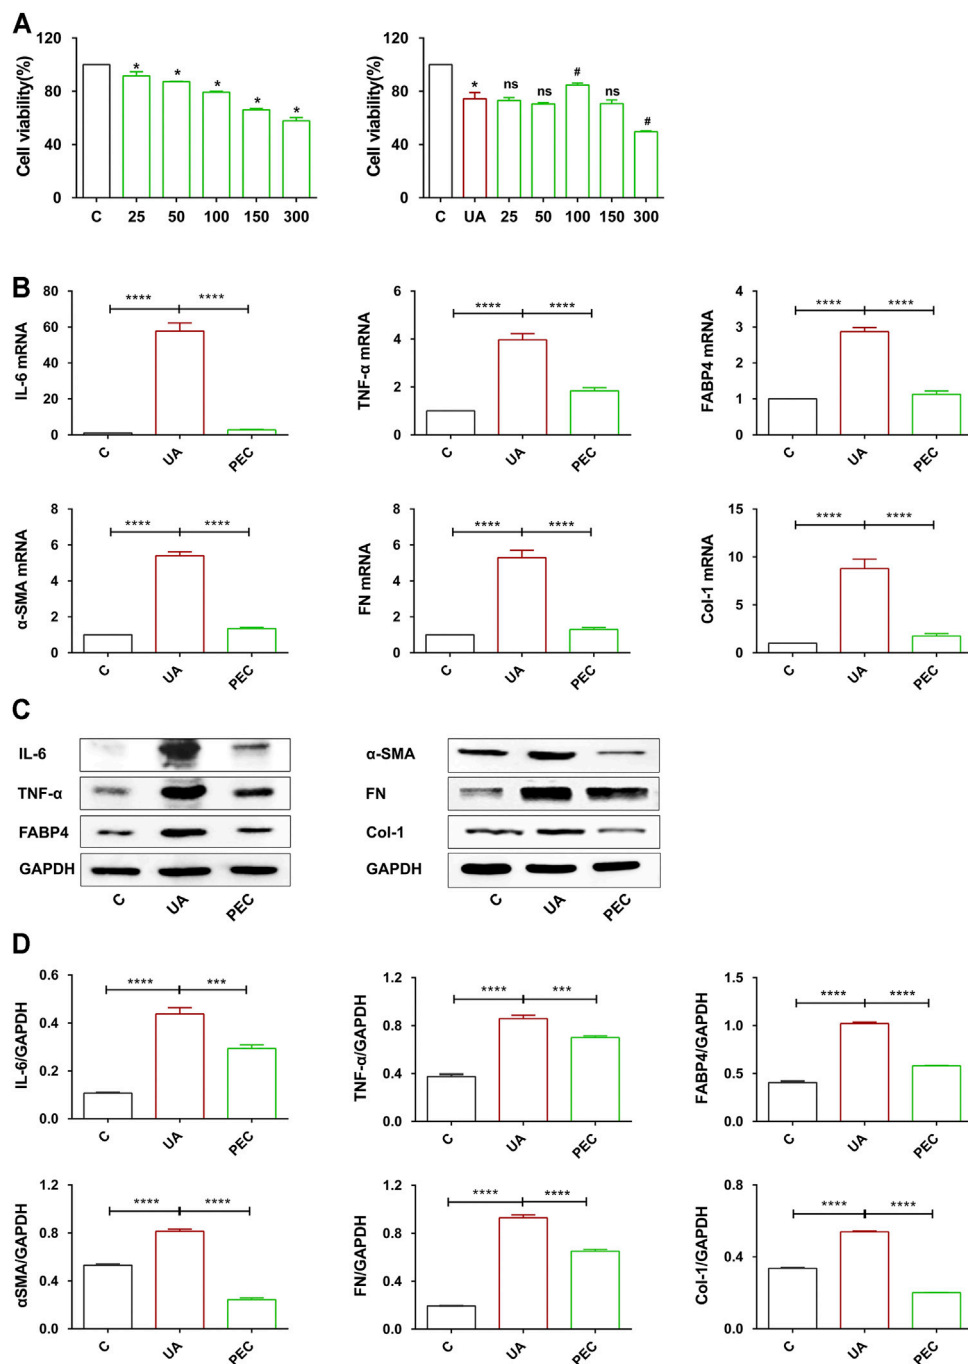 A
Cell viability(%)
120
80
40
0
* * * * *
C 25 50 100 150 300
Cell viability(%)
120
80
40
0
* ns ns # ns #
C UA 25 50 100 150 300
B
IL-6 mRNA
80
60
40
20
0
**** ****
C UA PEC
TNF-α mRNA
6
4
2
0
**** ****
C UA PEC
FABP4 mRNA
4
3
2
1
0
**** ****
C UA PEC
α-SMA mRNA
8
6
4
2
0
**** ****
C UA PEC
FN mRNA
8
6
4
2
0
**** ****
C UA PEC
Col-1 mRNA
15
10
5
0
**** ****
C UA PEC
C
IL-6
TNF-α
FABP4
GAPDH
C UA PEC
α-SMA
FN
Col-1
GAPDH
C UA PEC
D
IL-6/GAPDH
0.6
0.4
0.2
0.0
**** ***
C UA PEC
TNF-α/GAPDH
1.2
0.8
0.4
0.0
**** ***
C UA PEC
FABP4/GAPDH
1.5
1.0
0.5
0.0
**** ****
C UA PEC
αSMA/GAPDH
1.2
0.8
0.4
0.0
**** ****
C UA PEC
FN/GAPDH
1.2
0.8
0.4
0.0
**** ****
C UA PEC
Col-1/GAPDH
0.8
0.4
0.0
**** ****
C UA PEC